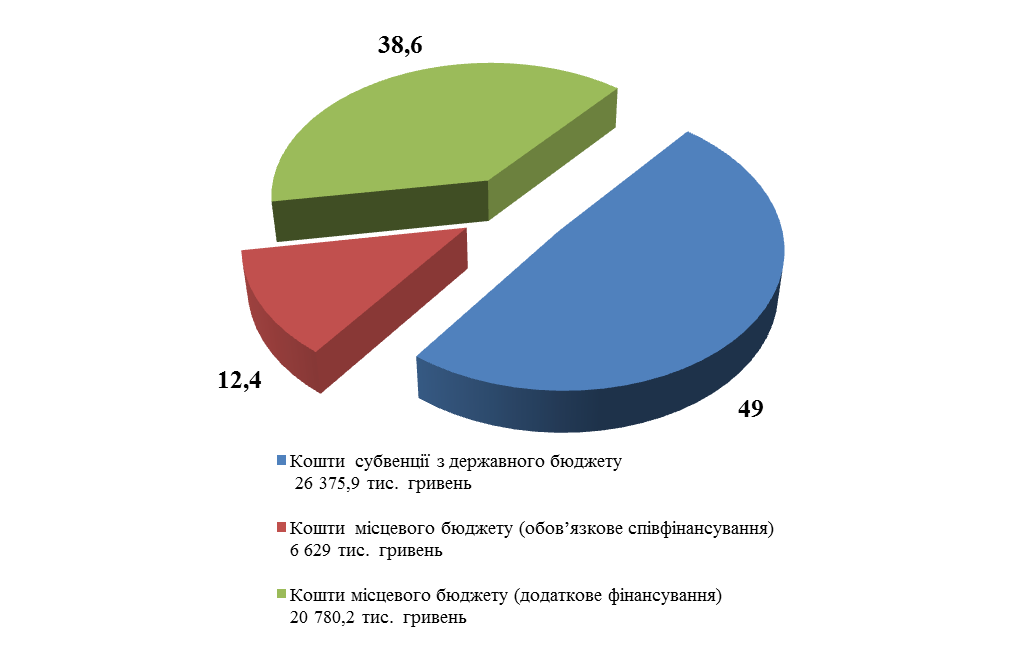 38,6
12,4
49
Кошти субвенції з державного бюджету
26 375,9 тис. гривень
Кошти місцевого бюджету (обов’язкове співфінансування)
6 629 тис. гривень
Кошти місцевого бюджету (додаткове фінансування)
20 780,2 тис. гривень